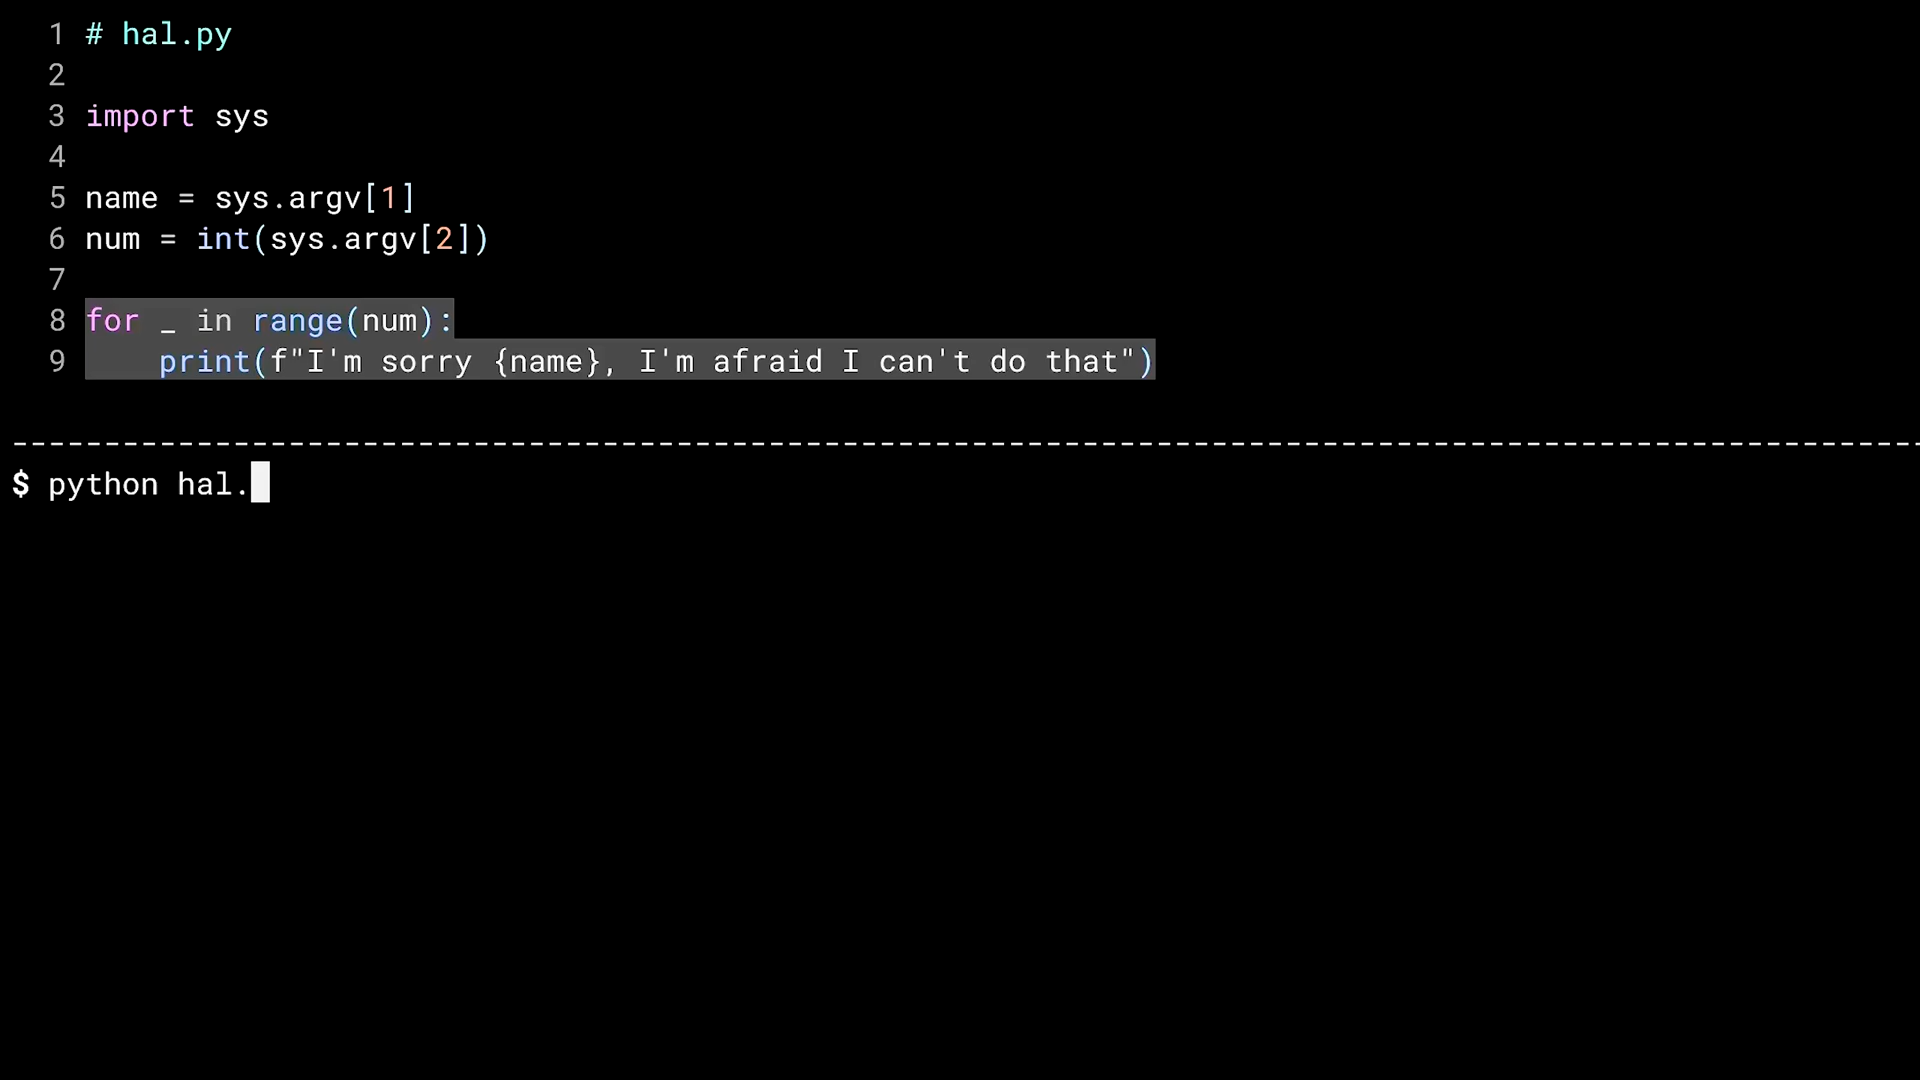 1 # hal.py
2
3 import sys
4
5 name = sys.argv[1]
6 num = int(sys.argv[2])
7
8 for _ in range(num):
9     print(f"I'm sorry {name}, I'm afraid I can't do that")
--------------------------------------------------------------------------------------------------------
$ python hal.